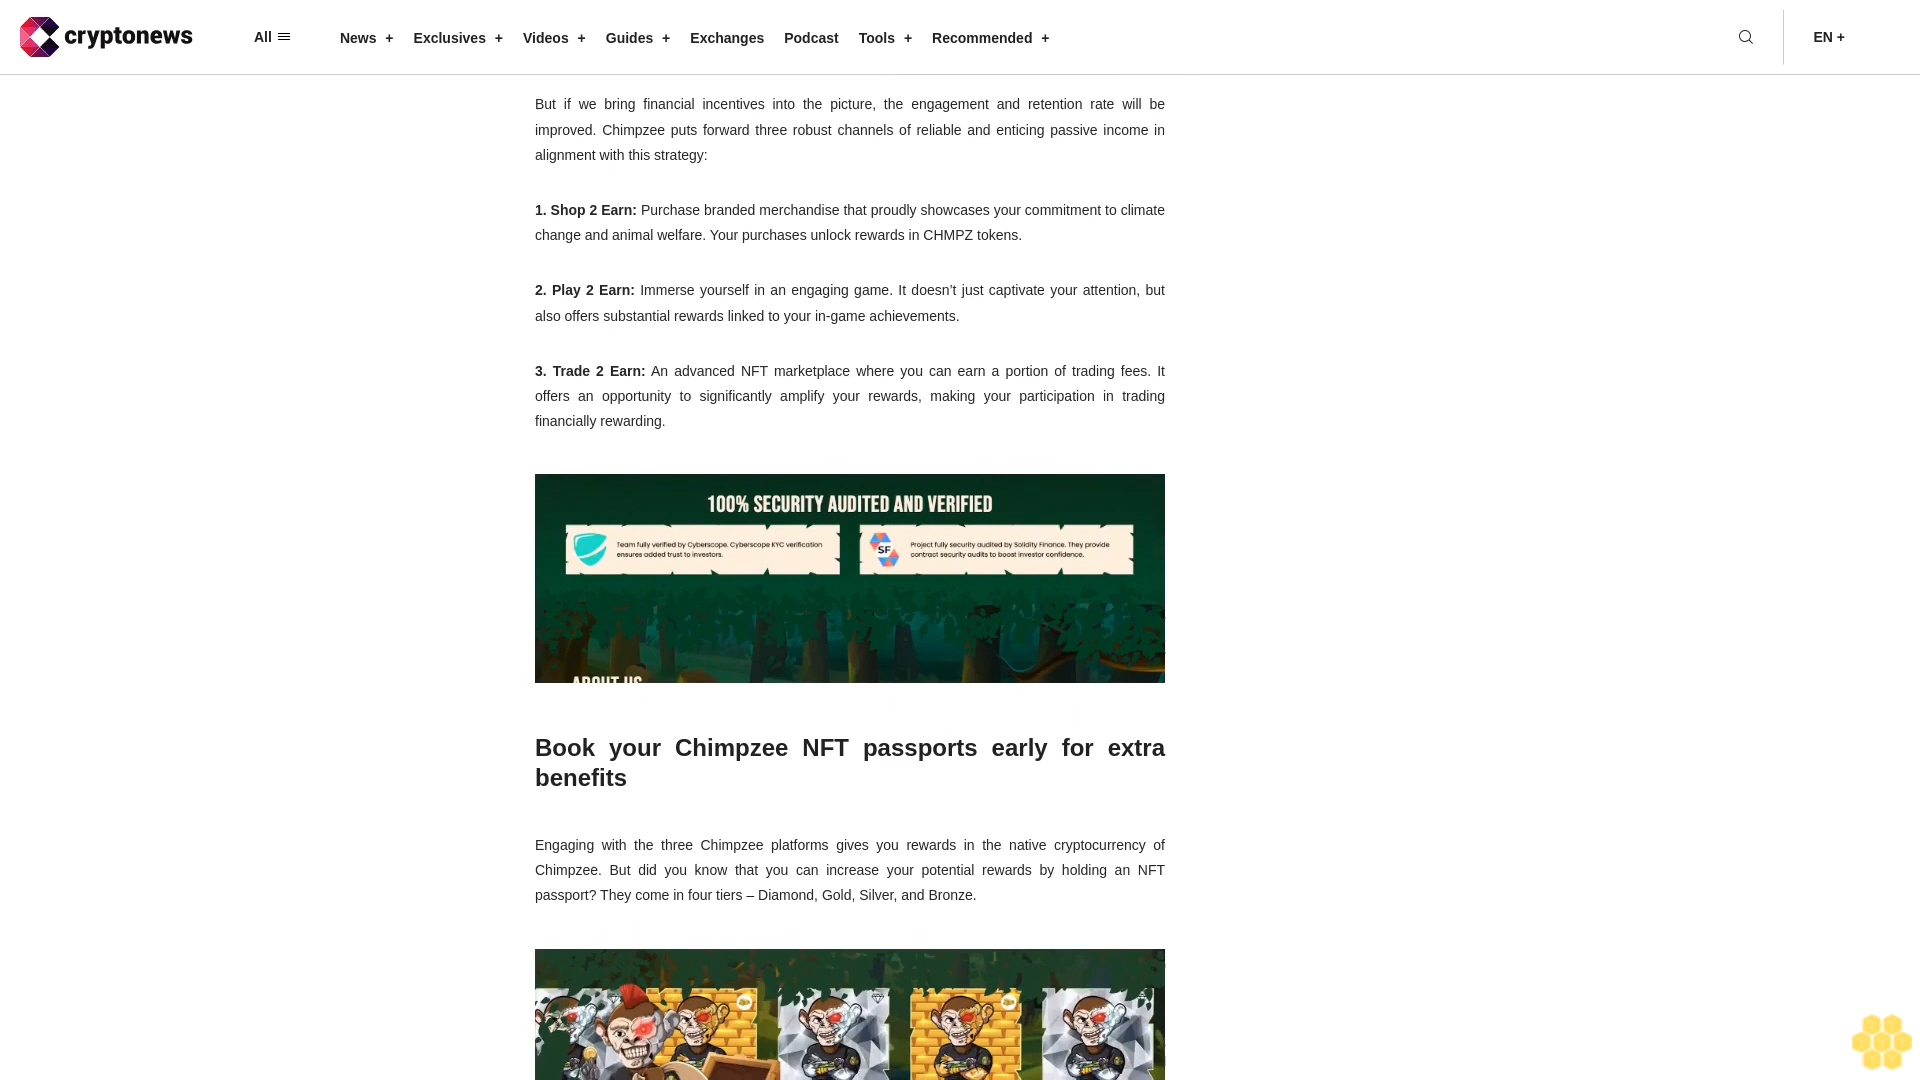 cryptonews
All
News +
Exclusives +
Videos +
Guides +
Exchanges
Podcast
Tools +
Recommended +
EN +
But if we bring financial incentives into the picture, the engagement and retention rate will be
improved. Chimpzee puts forward three robust channels of reliable and enticing passive income in
alignment with this strategy:
1. Shop 2 Earn: Purchase branded merchandise that proudly showcases your commitment to climate
change and animal welfare. Your purchases unlock rewards in CHMPZ tokens.
2. Play 2 Earn: Immerse yourself in an engaging game. It doesn’t just captivate your attention, but
also offers substantial rewards linked to your in-game achievements.
3. Trade 2 Earn: An advanced NFT marketplace where you can earn a portion of trading fees. It
offers an opportunity to significantly amplify your rewards, making your participation in trading
financially rewarding.
100% SECURITY AUDITED AND VERIFIED
Team fully verified by Cyberscope. Cyberscope KYC verification
ensures added trust to investors.
SF
Project fully security audited by Solidity Finance. They provide
contract security audits to boost investor confidence.
ABOUT US
Book your Chimpzee NFT passports early for extra
benefits
Engaging with the three Chimpzee platforms gives you rewards in the native cryptocurrency of
Chimpzee. But did you know that you can increase your potential rewards by holding an NFT
passport? They come in four tiers – Diamond, Gold, Silver, and Bronze.